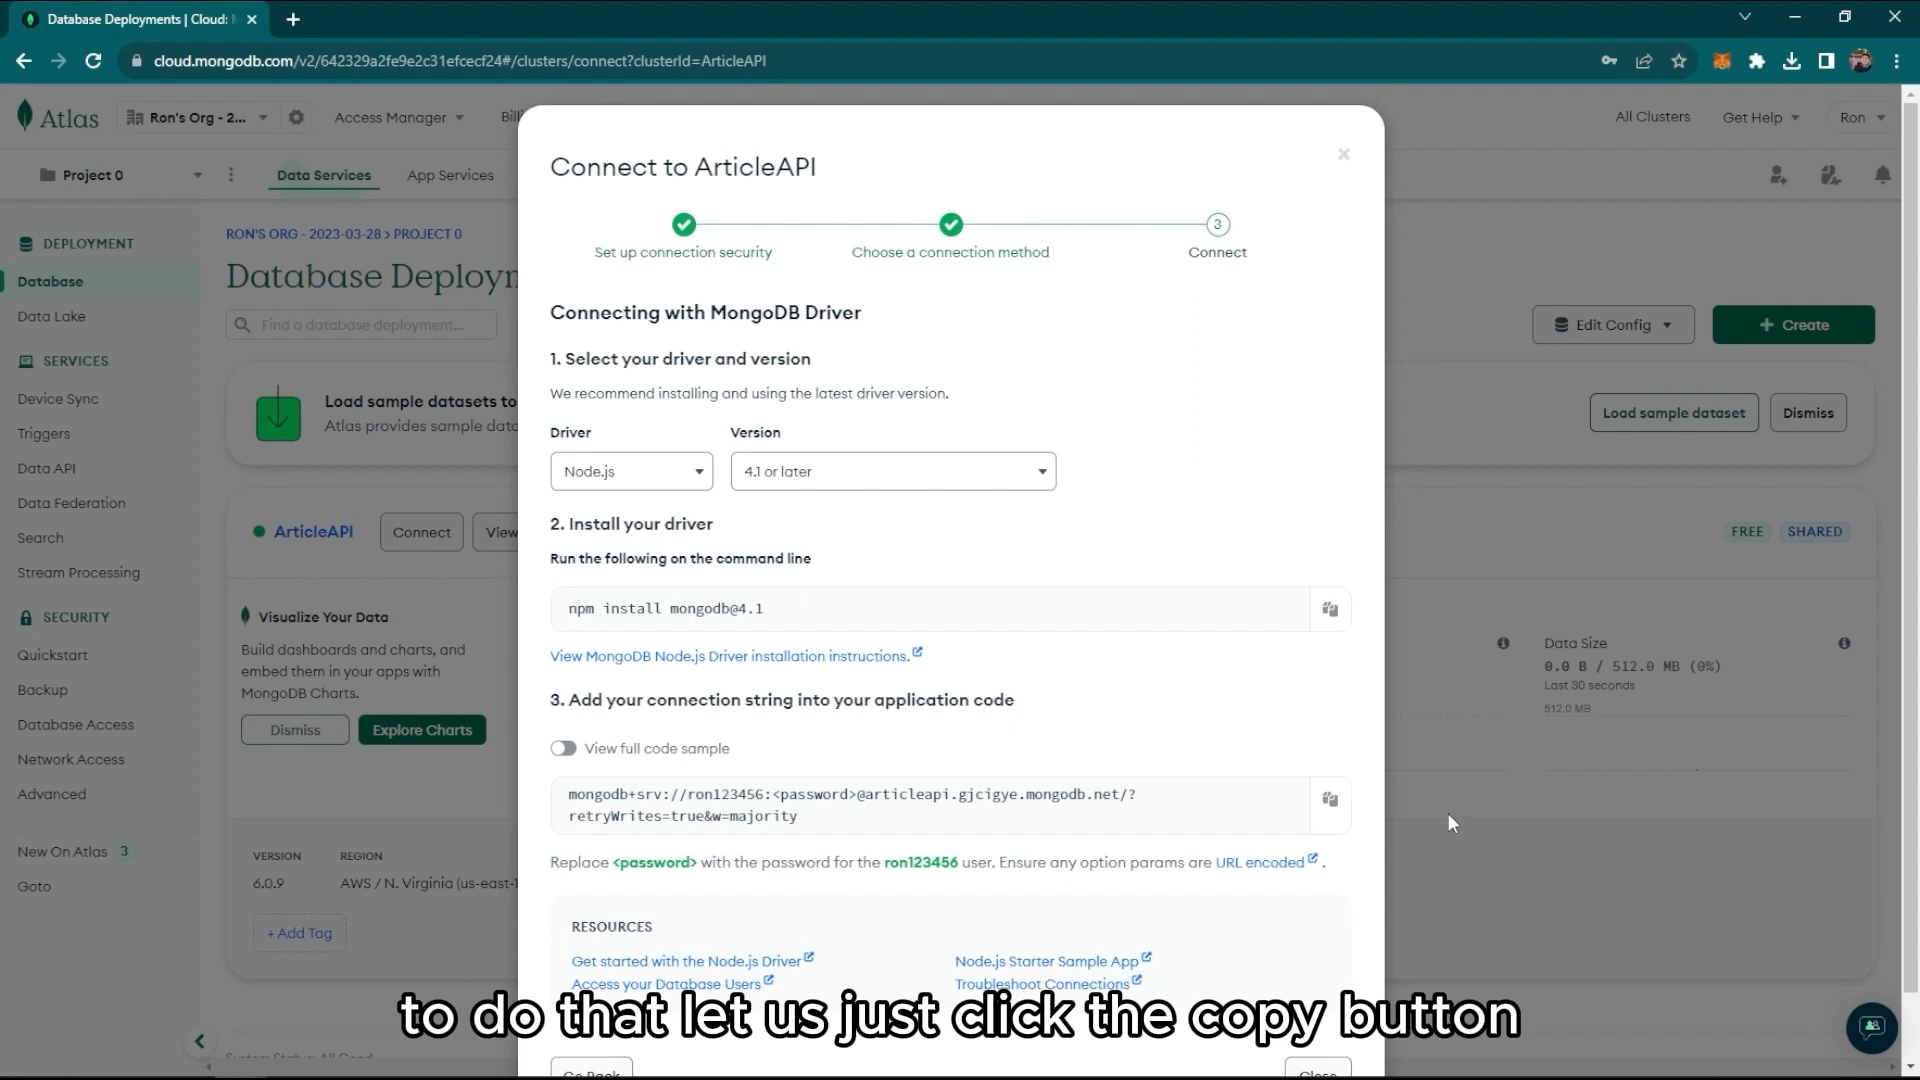 Database Deployments | Cloud:
cloud.mongodb.com/v2/642329a2fe9e2c31efcecf24#/clusters/connect?clusterId=ArticleAPI
Atlas
Ron's Org - 2...
Access Manager
All Clusters
Get Help
Ron
Project 0
Data Services
App Services
DEPLOYMENT
Database
Data Lake
SERVICES
Device Sync
Triggers
Data API
Data Federation
Search
Stream Processing
SECURITY
Quickstart
Backup
Database Access
Network Access
Advanced
New On Atlas 3
Goto
RON'S ORG - 2023-03-28 > PROJECT 0
Database Deployn
Find a database deployment...
Edit Config
+ Create
Load sample datasets to
Atlas provides sample data
Load sample dataset
Dismiss
ArticleAPI
Connect
View
FREE
SHARED
Visualize Your Data
Build dashboards and charts, and
embed them in your apps with
MongoDB Charts.
Dismiss
Explore Charts
Data Size
0.0 B / 512.0 MB (0%)
Last 30 seconds
512.0 MB
VERSION
REGION
6.0.9
AWS / N. Virginia (us-east-1
+ Add Tag
Connect to ArticleAPI
3
Set up connection security
Choose a connection method
Connect
Connecting with MongoDB Driver
1. Select your driver and version
We recommend installing and using the latest driver version.
Driver
Version
Node.js
4.1 or later
2. Install your driver
Run the following on the command line
npm install mongodb@4.1
View MongoDB Node.js Driver installation instructions.
3. Add your connection string into your application code
View full code sample
mongodb+srv://ron123456:<password>@articleapi.gjcigye.mongodb.net/?
retryWrites=true&w=majority
Replace <password> with the password for the ron123456 user. Ensure any option params are URL encoded .
RESOURCES
Get started with the Node.js Driver
Node.js Starter Sample App
Access your Database Users
Troubleshoot Connections
to do that let us just click the copy button
System Status: All Good
Go Back
Close